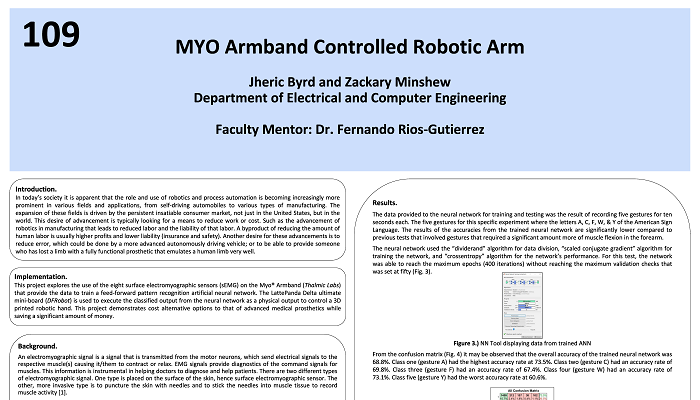 109
MYO Armband Controlled Robotic Arm
Jheric Byrd and Zackary Minshew
Department of Electrical and Computer Engineering
Faculty Mentor: Dr. Fernando Rios-Gutierrez
Introduction.
In today's society it is apparent that the role and use of robotics and process automation is becoming increasingly more
prominent in various fields and applications, from self-driving automobiles to various types of manufacturing. The
expansion of these fields is driven by the persistent insatiable consumer market, not just in the United States, but in the
world. This desire of advancement is typically looking for a means to reduce work or cost. Such as the advancement of
robotics in manufacturing that leads to reduced labor and the liability of that labor. A byproduct of reducing the amount of
human labor is usually higher profits and lower liability (insurance and safety). Another desire for these advancements is to
reduce error, which could be done by a more advanced autonomously driving vehicle; or to be able to provide someone
who has lost a limb with a fully functional prosthetic that emulates a human limb very well.
Implementation.
This project explores the use of the eight surface electromyographic sensors (sEMG) on the Myo® Armband (Thalmic Labs)
that provide the data to train a feed-forward pattern recognition artificial neural network. The LattePanda Delta ultimate
mini-board (DFRobot) is used to execute the classified output from the neural network as a physical output to control a 3D
printed robotic hand. This project demonstrates cost alternative options to that of advanced medical prosthetics while
saving a significant amount of money.
Background.
An electromyographic signal is a signal that is transmitted from the motor neurons, which send electrical signals to the
respective muscle(s) causing it/them to contract or relax. EMG signals provide diagnostics of the command signals for
muscles. This information is instrumental in helping doctors to diagnose and help patients. There are two different types
of electromyography signal. One type is placed on the surface of the skin, hence surface electromyography sensor. The
other, more invasive type is to puncture the skin with needles and to stick the needles into muscle tissue to record
muscle activity [1].
Results.
The data provided to the neural network for training and testing was the result of recording five gestures for ten
seconds each. The five gestures for this specific experiment where the letters A, C, F, W, & Y of the American Sign
Language. The results of the accuracies from the trained neural network are significantly lower compared to
previous tests that involved gestures that required a significant amount more of muscle flexion in the forearm.
The neural network used the "dividerand" algorithm for data division, "scaled conjugate gradient" algorithm for
training the network, and "crossentropy" algorithm for the network's performance. For this test, the network
was able to reach the maximum epochs (400 iterations) without reaching the maximum validation checks that
was set at fifty (Fig. 3).
Figure 3.) NN Tool displaying data from trained ANN
From the confusion matrix (Fig. 4) it may be observed that the overall accuracy of the trained neural network was
68.8%. Class one (gesture A) had the highest accuracy rate at 73.5%. Class two (gesture C) had an accuracy rate of
69.8%. Class three (gesture F) had an accuracy rate of 67.4%. Class four (gesture W) had an accuracy rate of
73.1%. Class five (gesture Y) had the worst accuracy rate at 60.6%.
All Confusion Matrix